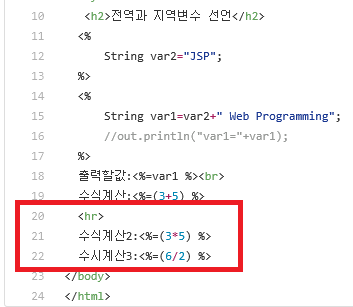 10 <h2>전역과 지역변수 선언</h2>
11 <%
12 String var2="JSP";
13 %>
14 <%
15 String var1=var2+" Web Programming";
16 //out.println("var1="+var1);
17 %>
18 출력할값:<%=var1 %><br>
19 수식계산:<%=(3+5) %>
20 <hr>
21 수식계산2:<%=(3*5) %>
22 수시계산3:<%=(6/2) %>
23 </body>
24 </html>